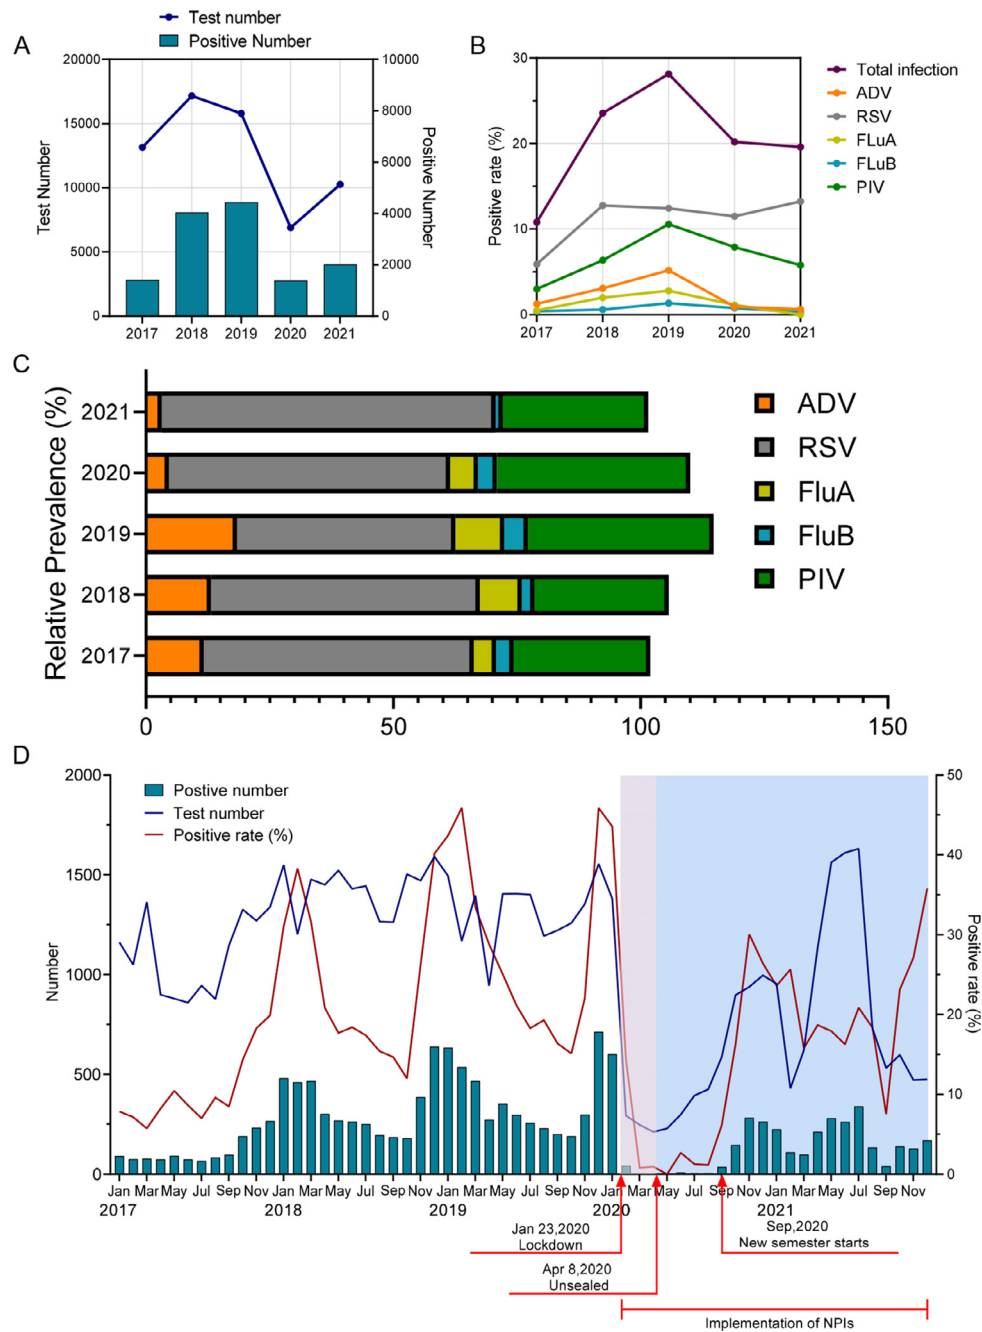 A
Test number
Positive Number
20000
15000
10000
5000
0
Test Number
10000
8000
6000
4000
2000
0
Positive Number
2017 2018 2019 2020 2021
B
30
20
10
0
Positive rate (%)
2017 2018 2019 2020 2021
Total infection
ADV
RSV
FLuA
FLuB
PIV
C
Relative Prevalence (%)
2021
2020
2019
2018
2017
0 50 100 150
ADV
RSV
FluA
FluB
PIV
D
Postive number
Test number
Positive rate (%)
2000
1500
1000
500
0
Number
50
40
30
20
10
0
Positive rate (%)
Jan Mar May Jul Sep Nov Jan Mar May Jul Sep Nov Jan Mar May Jul Sep Nov Jan Mar May Jul Sep Nov Jan Mar May Jul Sep Nov
2017 2018 2019 2020 2021
Jan 23,2020
Lockdown
Apr 8,2020
Unsealed
Sep,2020
New semester starts
Implementation of NPIs